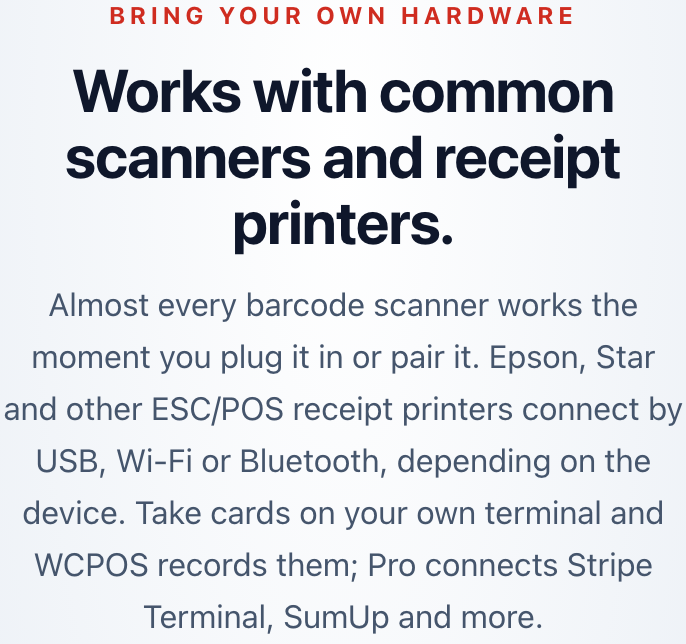 BRING YOUR OWN HARDWARE
Works with common
scanners and receipt
printers.
Almost every barcode scanner works the
moment you plug it in or pair it. Epson, Star
and other ESC/POS receipt printers connect by
USB, Wi-Fi or Bluetooth, depending on the
device. Take cards on your own terminal and
WCPOS records them; Pro connects Stripe
Terminal, SumUp and more.